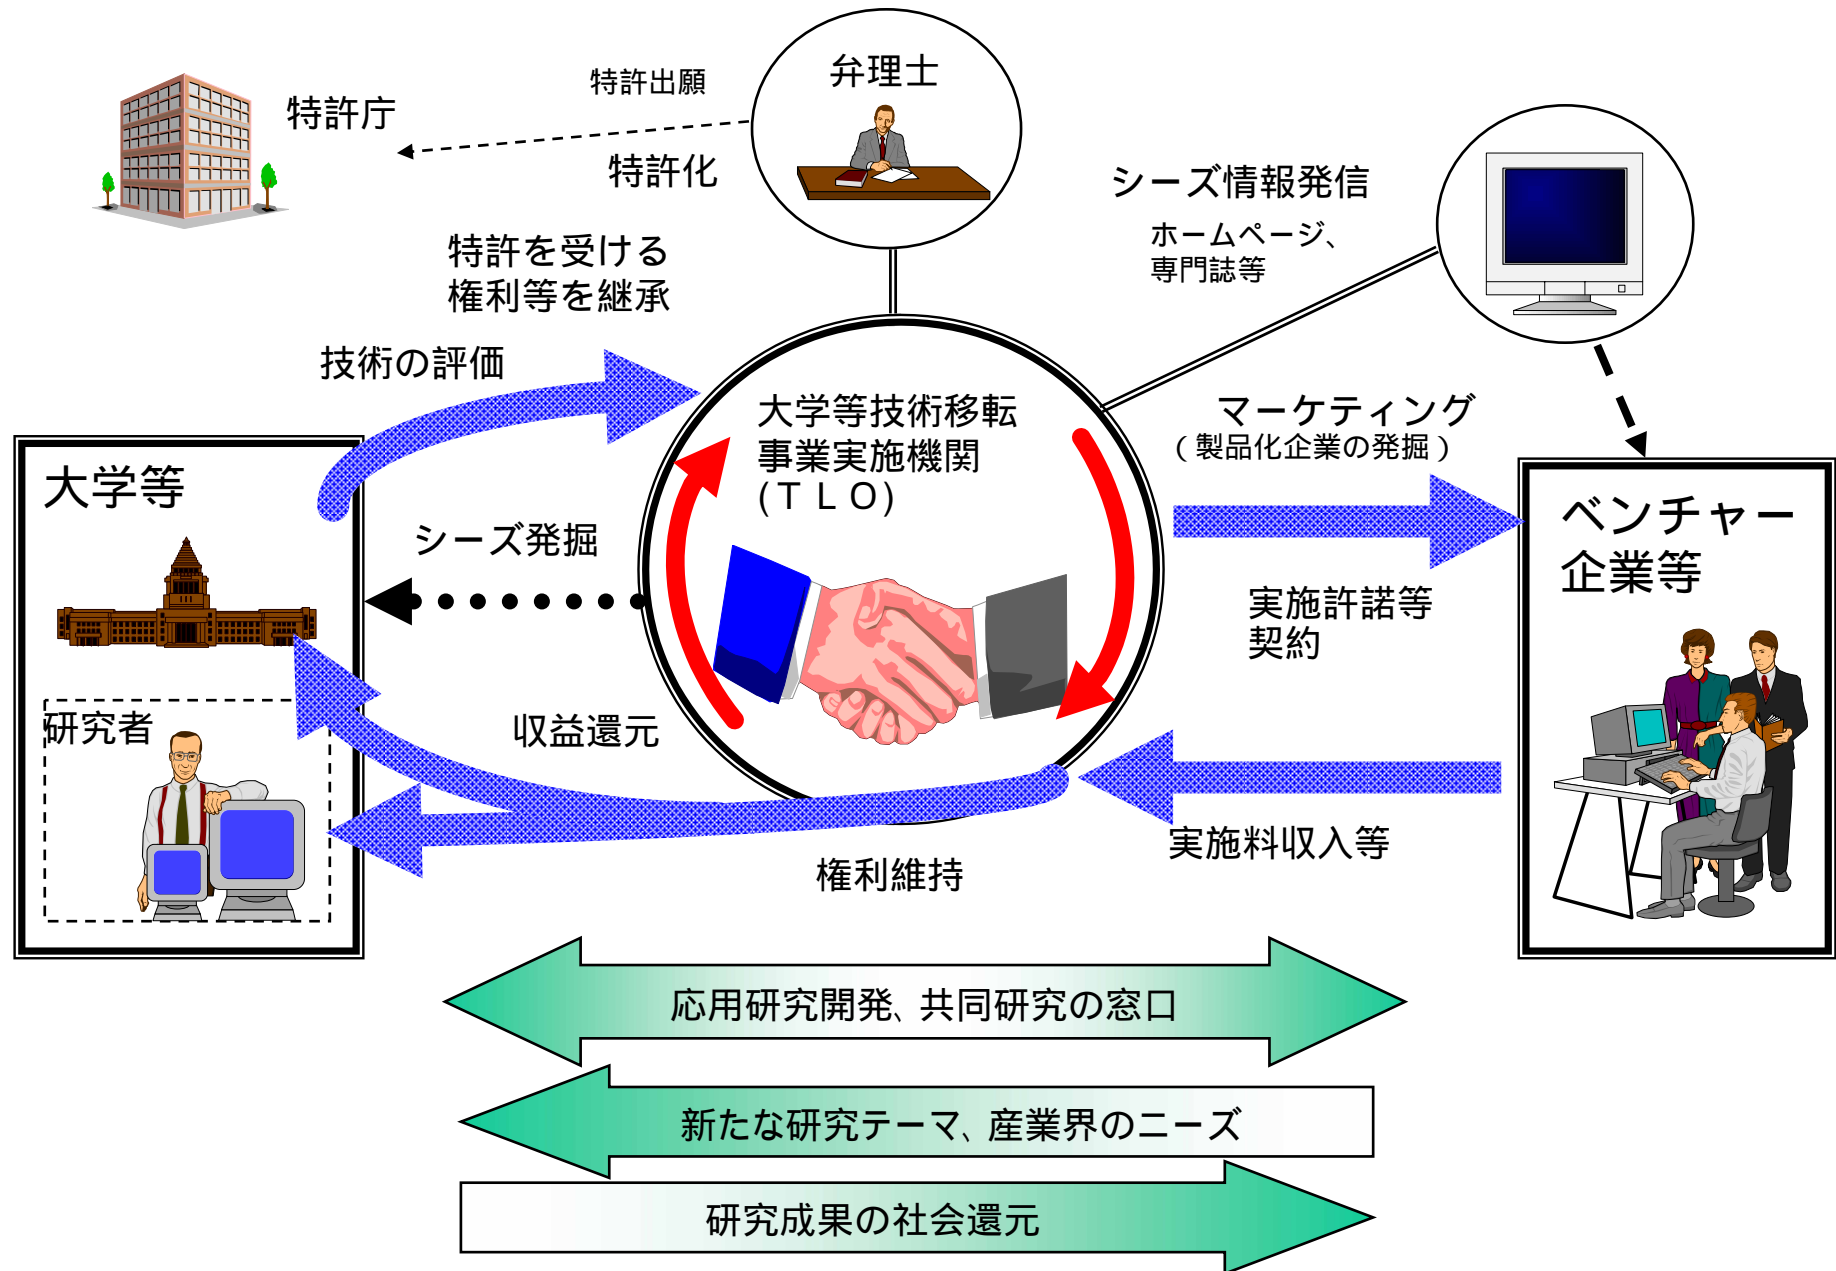 弁理士
特許出願
特許庁
特許化
シーズ情報発信
ホームページ、
専門誌等
特許を受ける
権利等を継承
技術の評価
大学等技術移転
事業実施機関
(ＴＬＯ)
マーケティング
（製品化企業の発掘）
大学等
シーズ発掘
ベンチャー
企業等
実施許諾等
契約
研究者
収益還元
実施料収入等
権利維持
応用研究開発、共同研究の窓口
新たな研究テーマ、産業界のニーズ
研究成果の社会還元